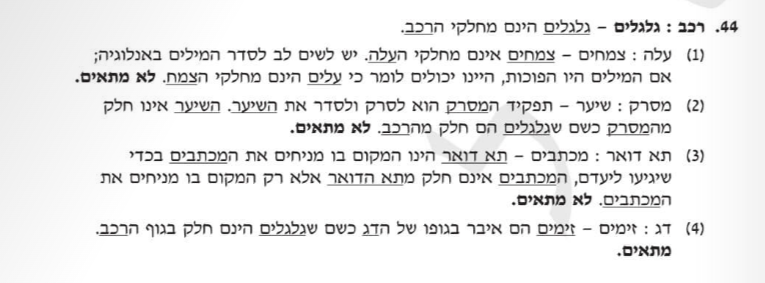 44. רכב : גלגלים – גלגלים הינם מחלקי הרכב.
(1) עלה : צמחים – צמחים אינם מחלקי העלה. יש לשים לב לסדר המילים באנלוגיה;
אם המילים היו הפוכות, היינו יכולים לומר כי עלים הינם מחלקי הצמח. לא מתאים.
(2) מסרק : שיער – תפקיד המסרק הוא לסרק ולסדר את השיער. השיער אינו חלק
מהמסרק כשם שגלגלים הם חלק מהרכב. לא מתאים.
(3) תא דואר : מכתבים – תא דואר הינו המקום בו מניחים את המכתבים בכדי
שיגיעו ליעדם, המכתבים אינם חלק מתא הדואר אלא רק המקום בו מניחים את
המכתבים. לא מתאים.
(4) דג : זימים – זימים הם איבר בגופו של הדג כשם שגלגלים הינם חלק בגוף הרכב.
מתאים.